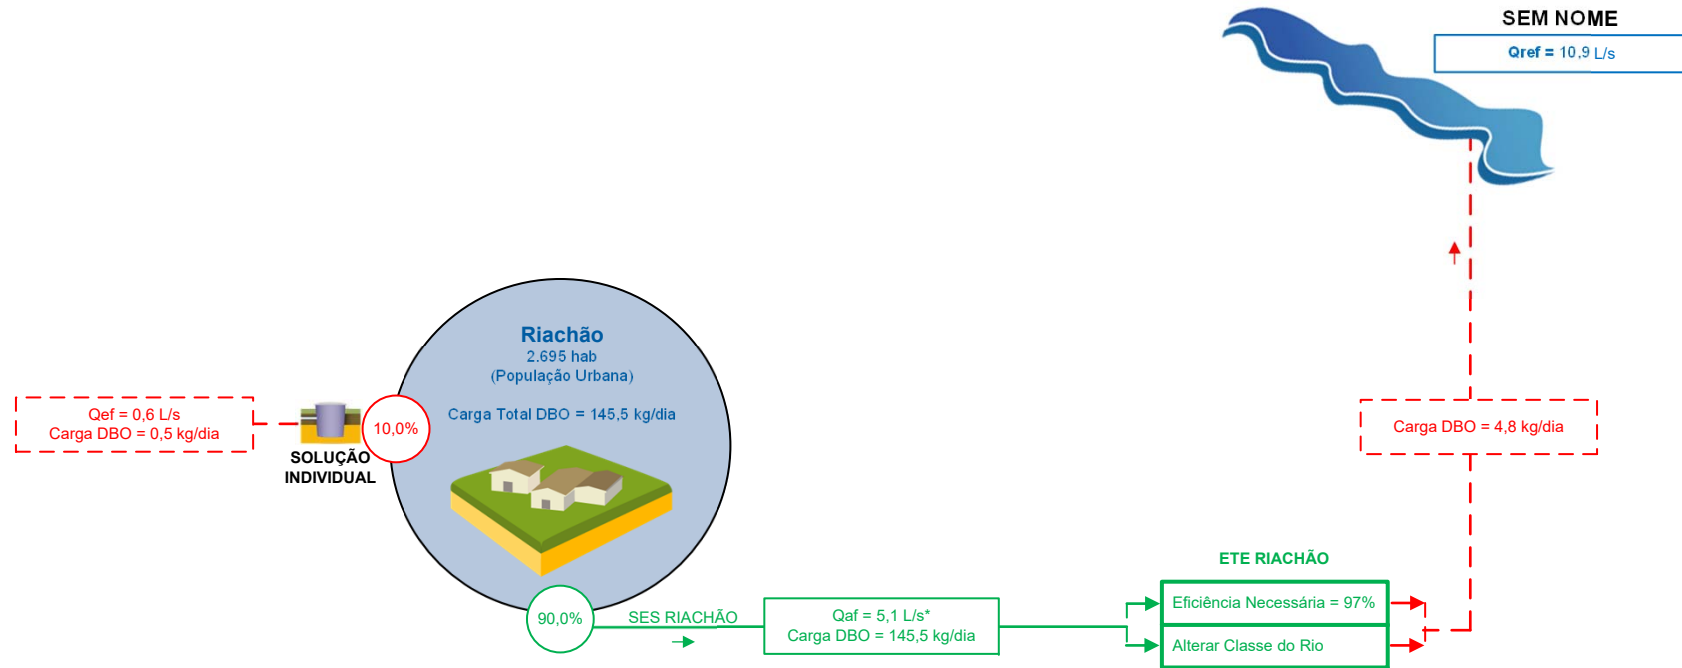 SEM NOME
Qref = 10,9 L/s
Riachão
2.695 hab
(População Urbana)
Carga Total DBO = 145,5 kg/dia
Qef = 0,6 L/s
Carga DBO = 0,5 kg/dia
10,0%
SOLUÇÃO
INDIVIDUAL
Carga DBO = 4,8 kg/dia
ETE RIACHÃO
90,0%
SES RIACHÃO
Qaf = 5,1 L/s*
Carga DBO = 145,5 kg/dia
Eficiência Necessária = 97%
Alterar Classe do Rio